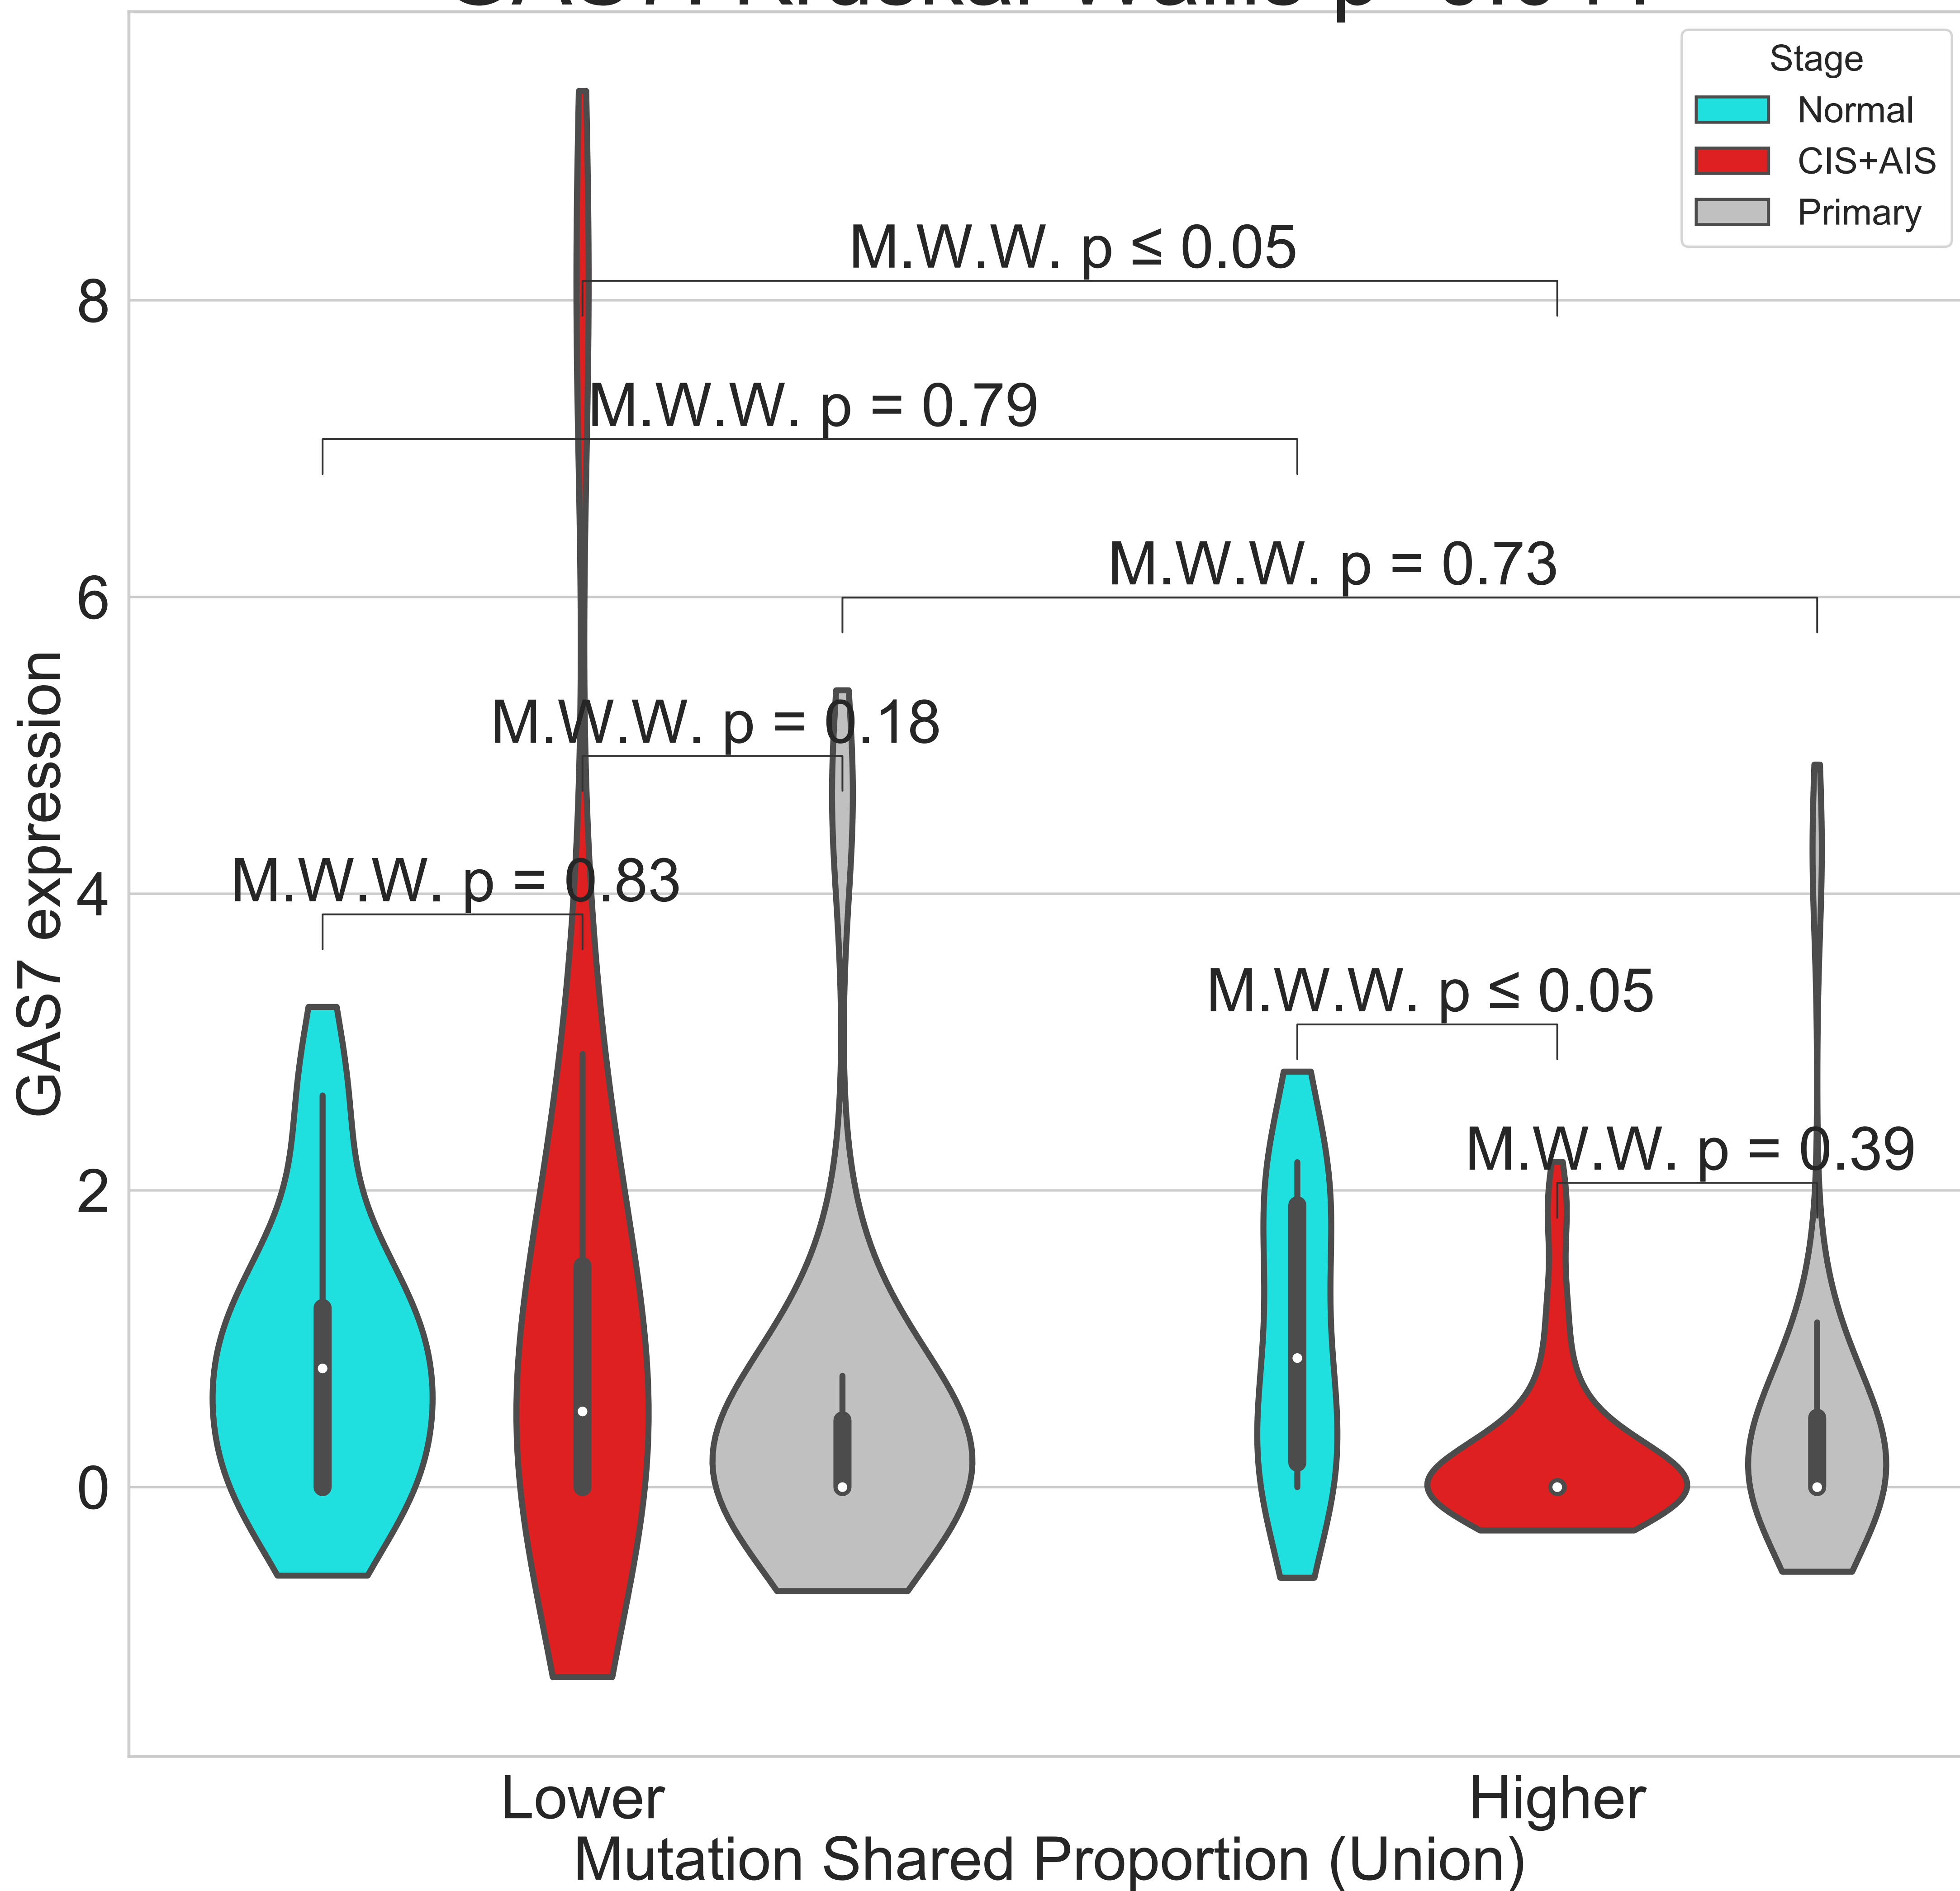 Stage
Normal
CIS+AIS
Primary
M.W.W. p ≤ 0.05
M.W.W. p = 0.79
M.W.W. p = 0.73
M.W.W. p = 0.18
M.W.W. p = 0.83
M.W.W. p ≤ 0.05
M.W.W. p = 0.39
GAS7 expression
8
6
4
2
0
Lower
Higher
Mutation Shared Proportion (Union)